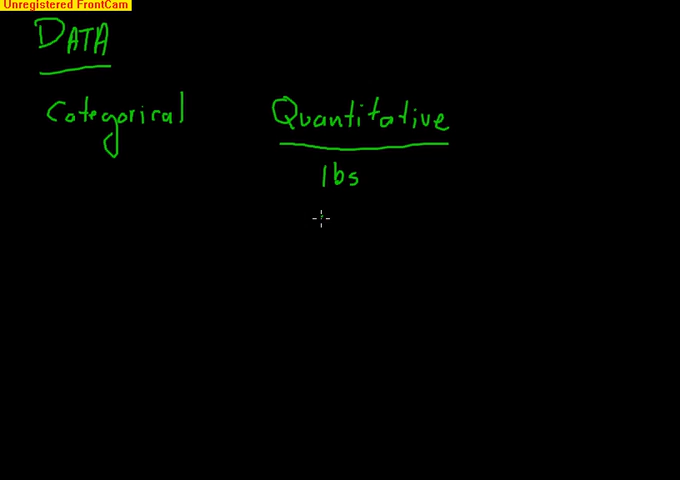 Unregistered FrontCam
DATA
Categorical Quantitative
lbs